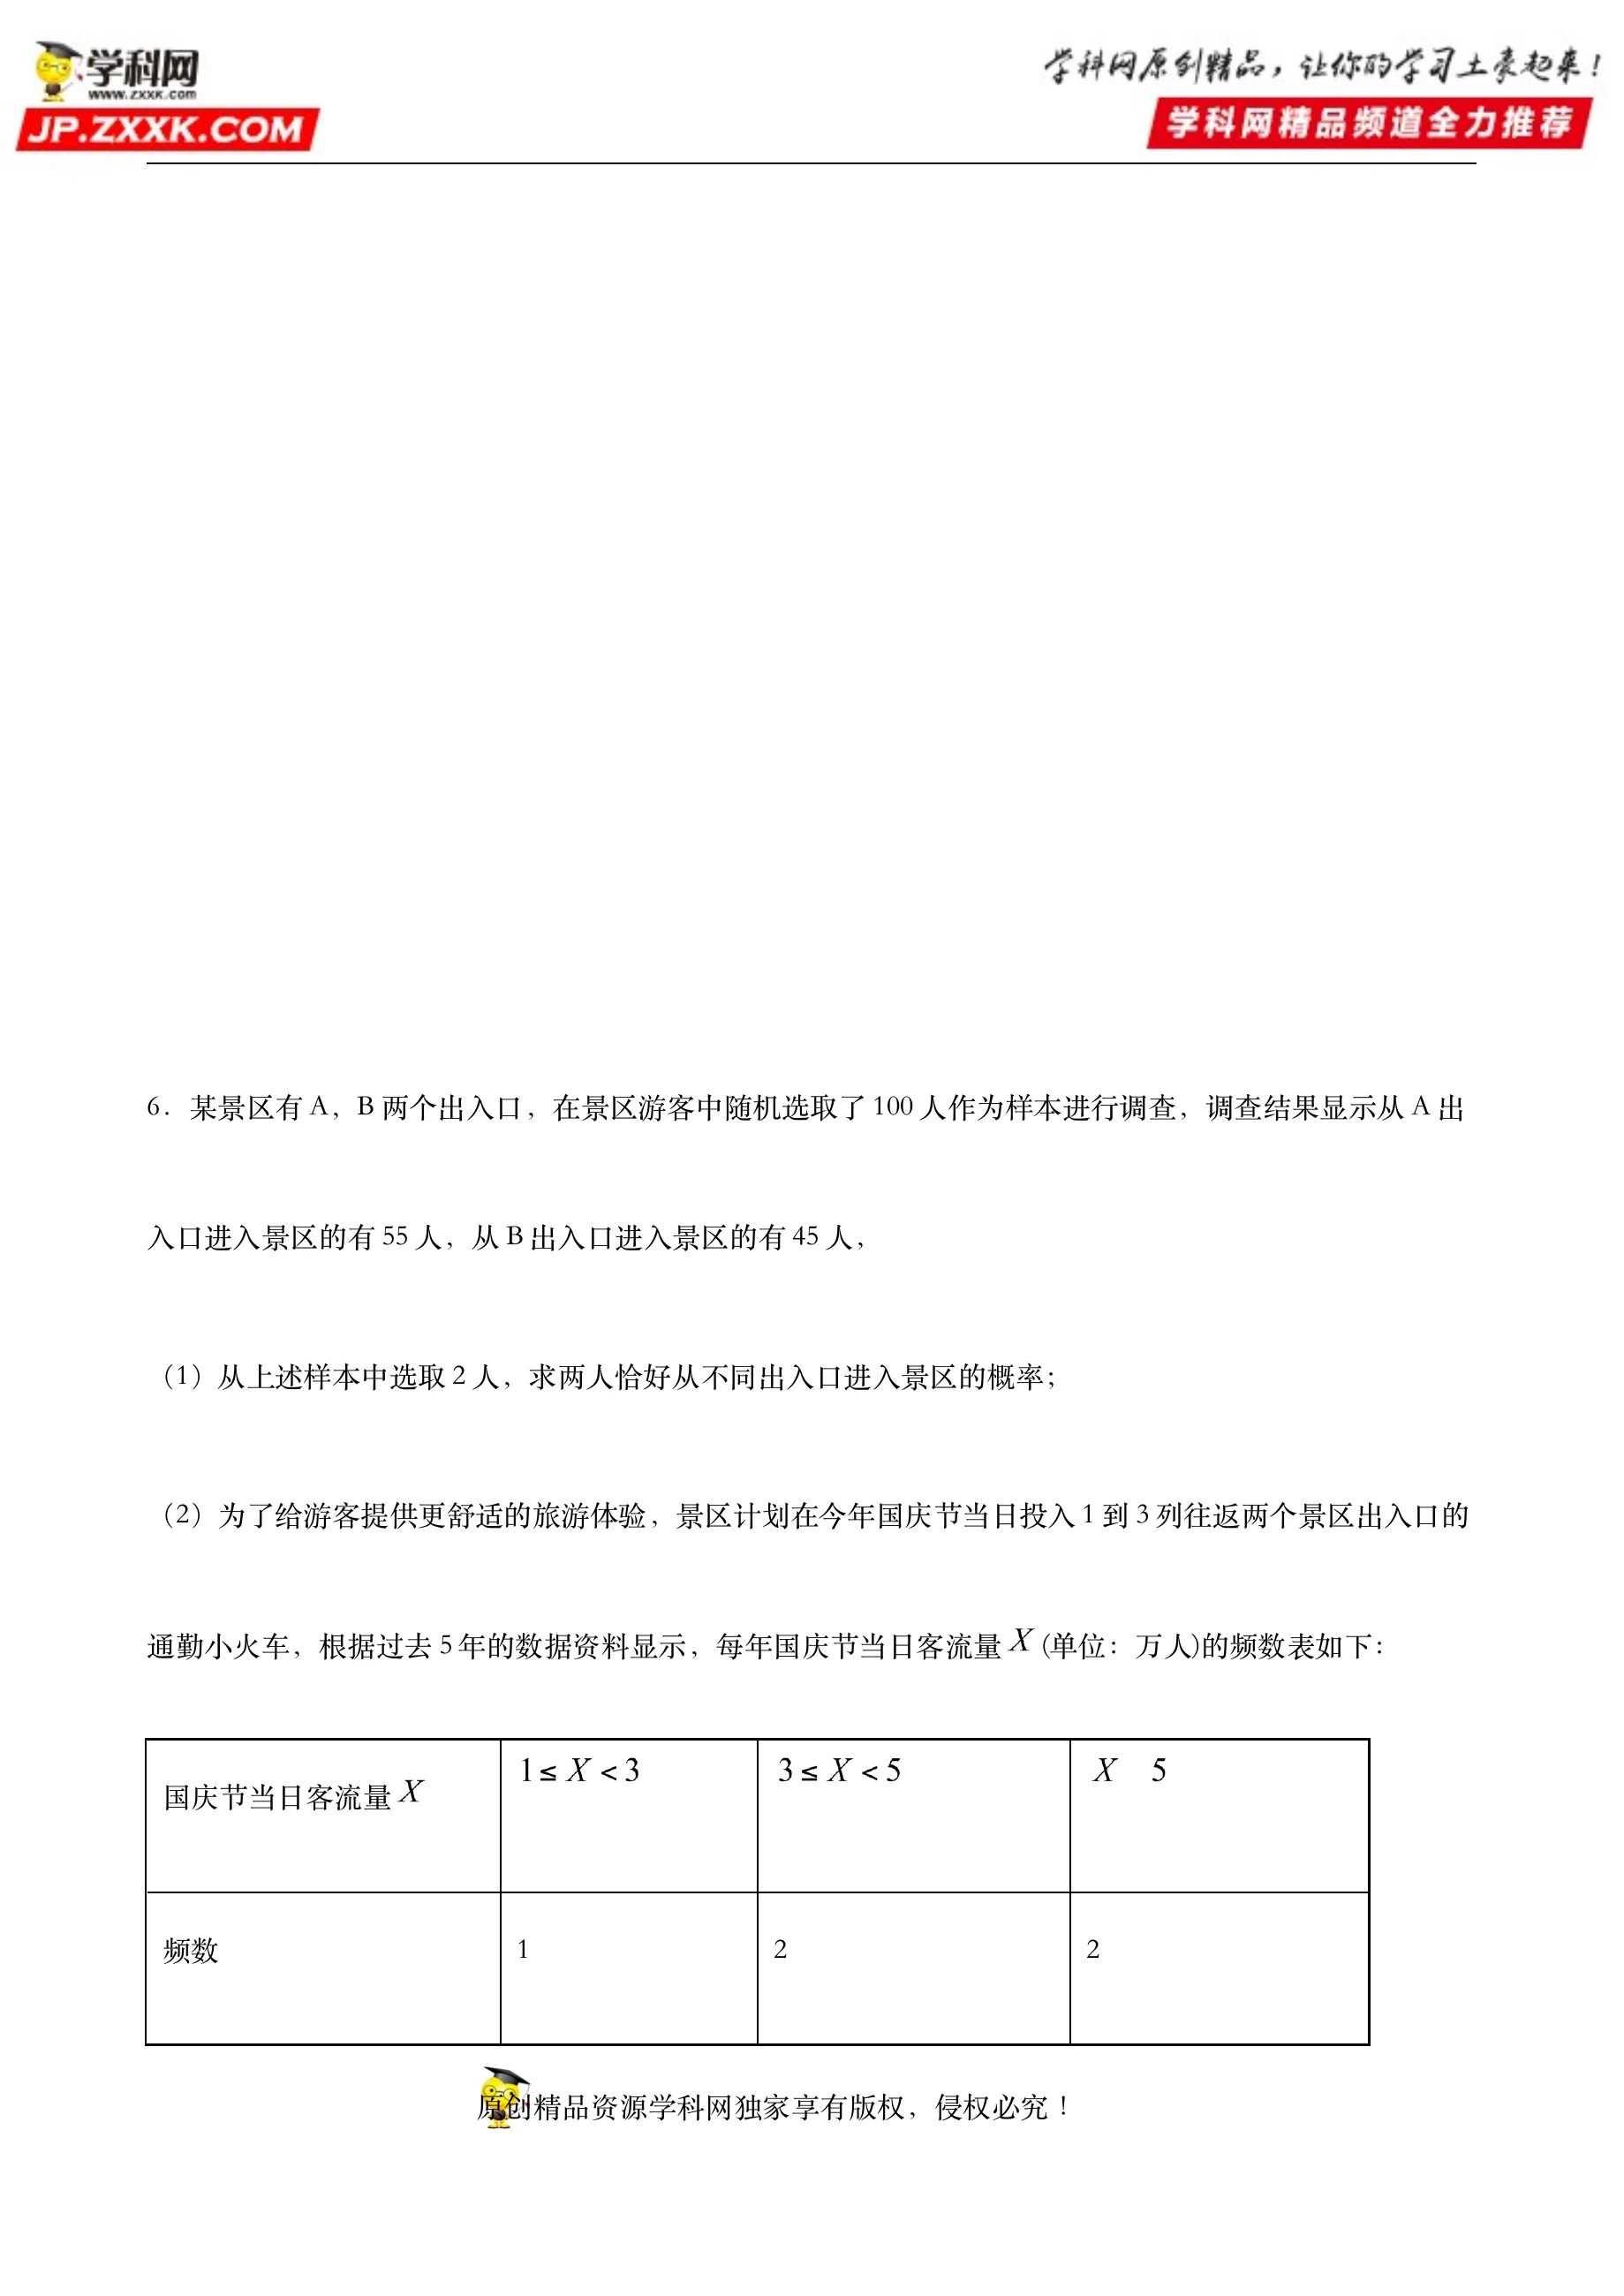 学科网
www.zxxk.com
JP.ZXXK.COM
学科网原创精品，让你的学习土豪起来！
学科网精品频道全力推荐
6．某景区有 A，B 两个出入口，在景区游客中随机选取了 100 人作为样本进行调查，调查结果显示从 A 出
入口进入景区的有 55 人，从 B 出入口进入景区的有 45 人，
（1）从上述样本中选取 2 人，求两人恰好从不同出入口进入景区的概率；
（2）为了给游客提供更舒适的旅游体验，景区计划在今年国庆节当日投入 1 到 3 列往返两个景区出入口的
通勤小火车，根据过去 5 年的数据资料显示，每年国庆节当日客流量 X (单位：万人)的频数表如下：
国庆节当日客流量 X 1 ≤ X < 3 3 ≤ X < 5 X 5
频数 1 2 2
原创精品资源学科网独家享有版权，侵权必究！